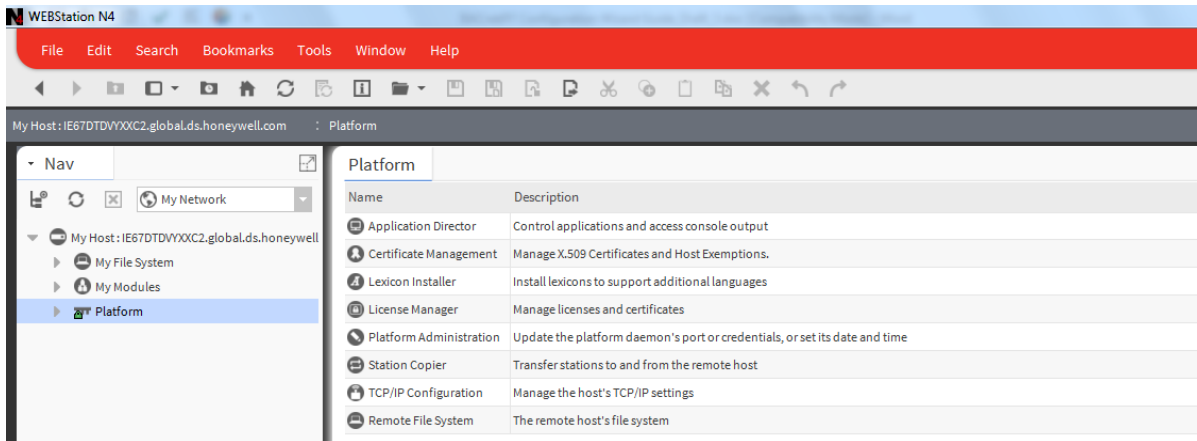 WEBStation N4
File Edit Search Bookmarks Tools Window Help
My Host : IE67DTDVYXXC2.global.ds.honeywell.com : Platform
Nav
My Network
My Host : IE67DTDVYXXC2.global.ds.honeywell
My File System
My Modules
Platform
Platform
Name Description
Application Director Control applications and access console output
Certificate Management Manage X.509 Certificates and Host Exemptions.
Lexicon Installer Install lexicons to support additional languages
License Manager Manage licenses and certificates
Platform Administration Update the platform daemon's port or credentials, or set its date and time
Station Copier Transfer stations to and from the remote host
TCP/IP Configuration Manage the host's TCP/IP settings
Remote File System The remote host's file system